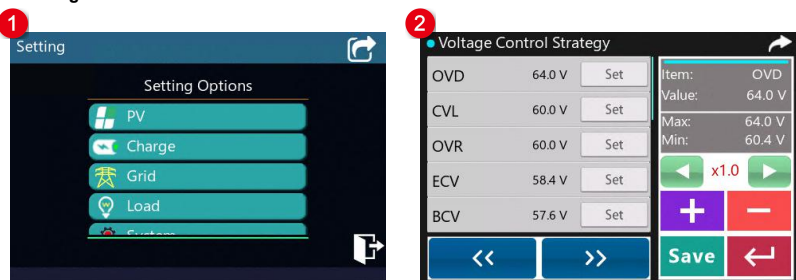 1
Setting
Setting Options
PV
Charge
Grid
Load
System
2
Voltage Control Strategy
OVD 64.0 V Set
CVL 60.0 V Set
OVR 60.0 V Set
ECV 58.4 V Set
BCV 57.6 V Set
<< >>
Item: OVD
Value: 64.0 V
Max: 64.0 V
Min: 60.4 V
x1.0
+ −
Save